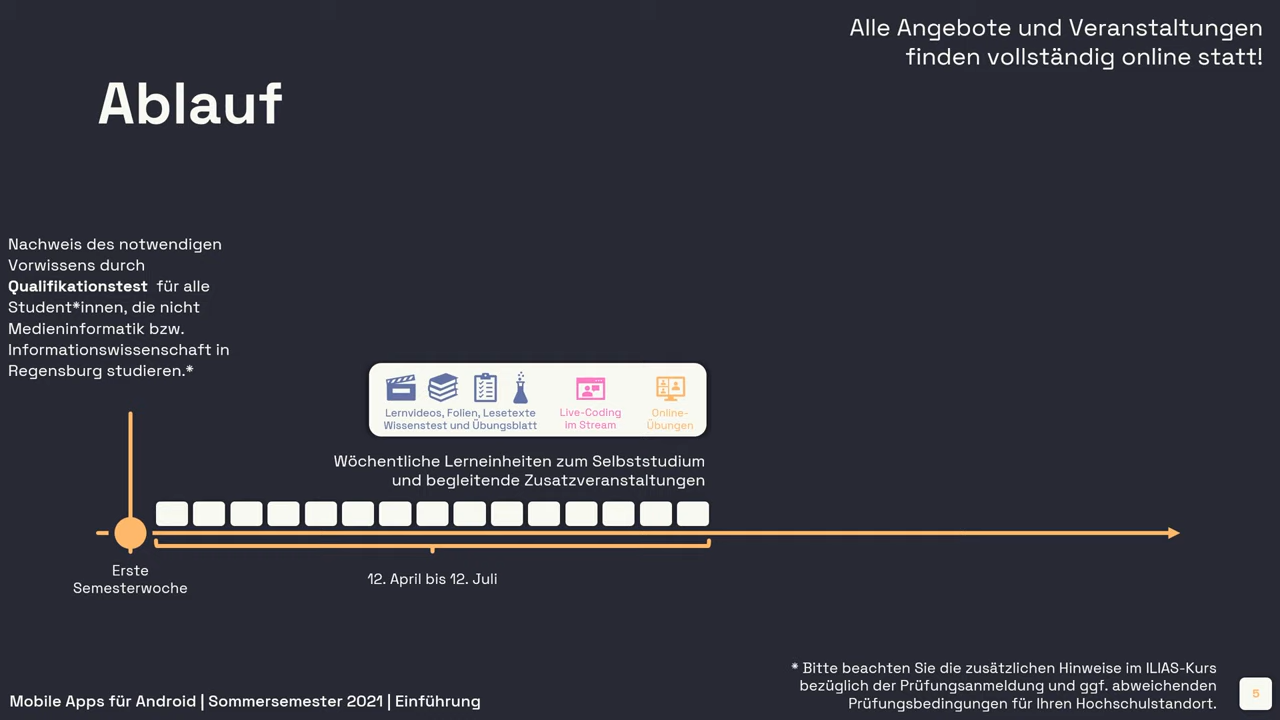 Alle Angebote und Veranstaltungen
finden vollständig online statt!
Ablauf
Nachweis des notwendigen
Vorwissens durch
Qualifikationstest für alle
Student*innen, die nicht
Medieninformatik bzw.
Informationswissenschaft in
Regensburg studieren.*
Lernvideos, Folien, Lesetexte
Wissenstest und Übungsblatt
Live-Coding
im Stream
Online-
Übungen
Wöchentliche Lerneinheiten zum Selbststudium
und begleitende Zusatzveranstaltungen
Erste
Semesterwoche
12. April bis 12. Juli
* Bitte beachten Sie die zusätzlichen Hinweise im ILIAS-Kurs
bezüglich der Prüfungsanmeldung und ggf. abweichenden
Prüfungsbedingungen für Ihren Hochschulstandort.
Mobile Apps für Android | Sommersemester 2021 | Einführung
5